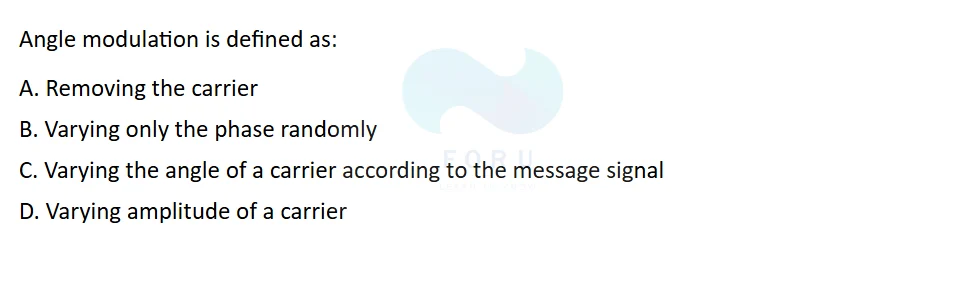 Angle modulation is defined as:
A. Removing the carrier
B. Varying only the phase randomly
C. Varying the angle of a carrier according to the message signal
D. Varying amplitude of a carrier
FORU